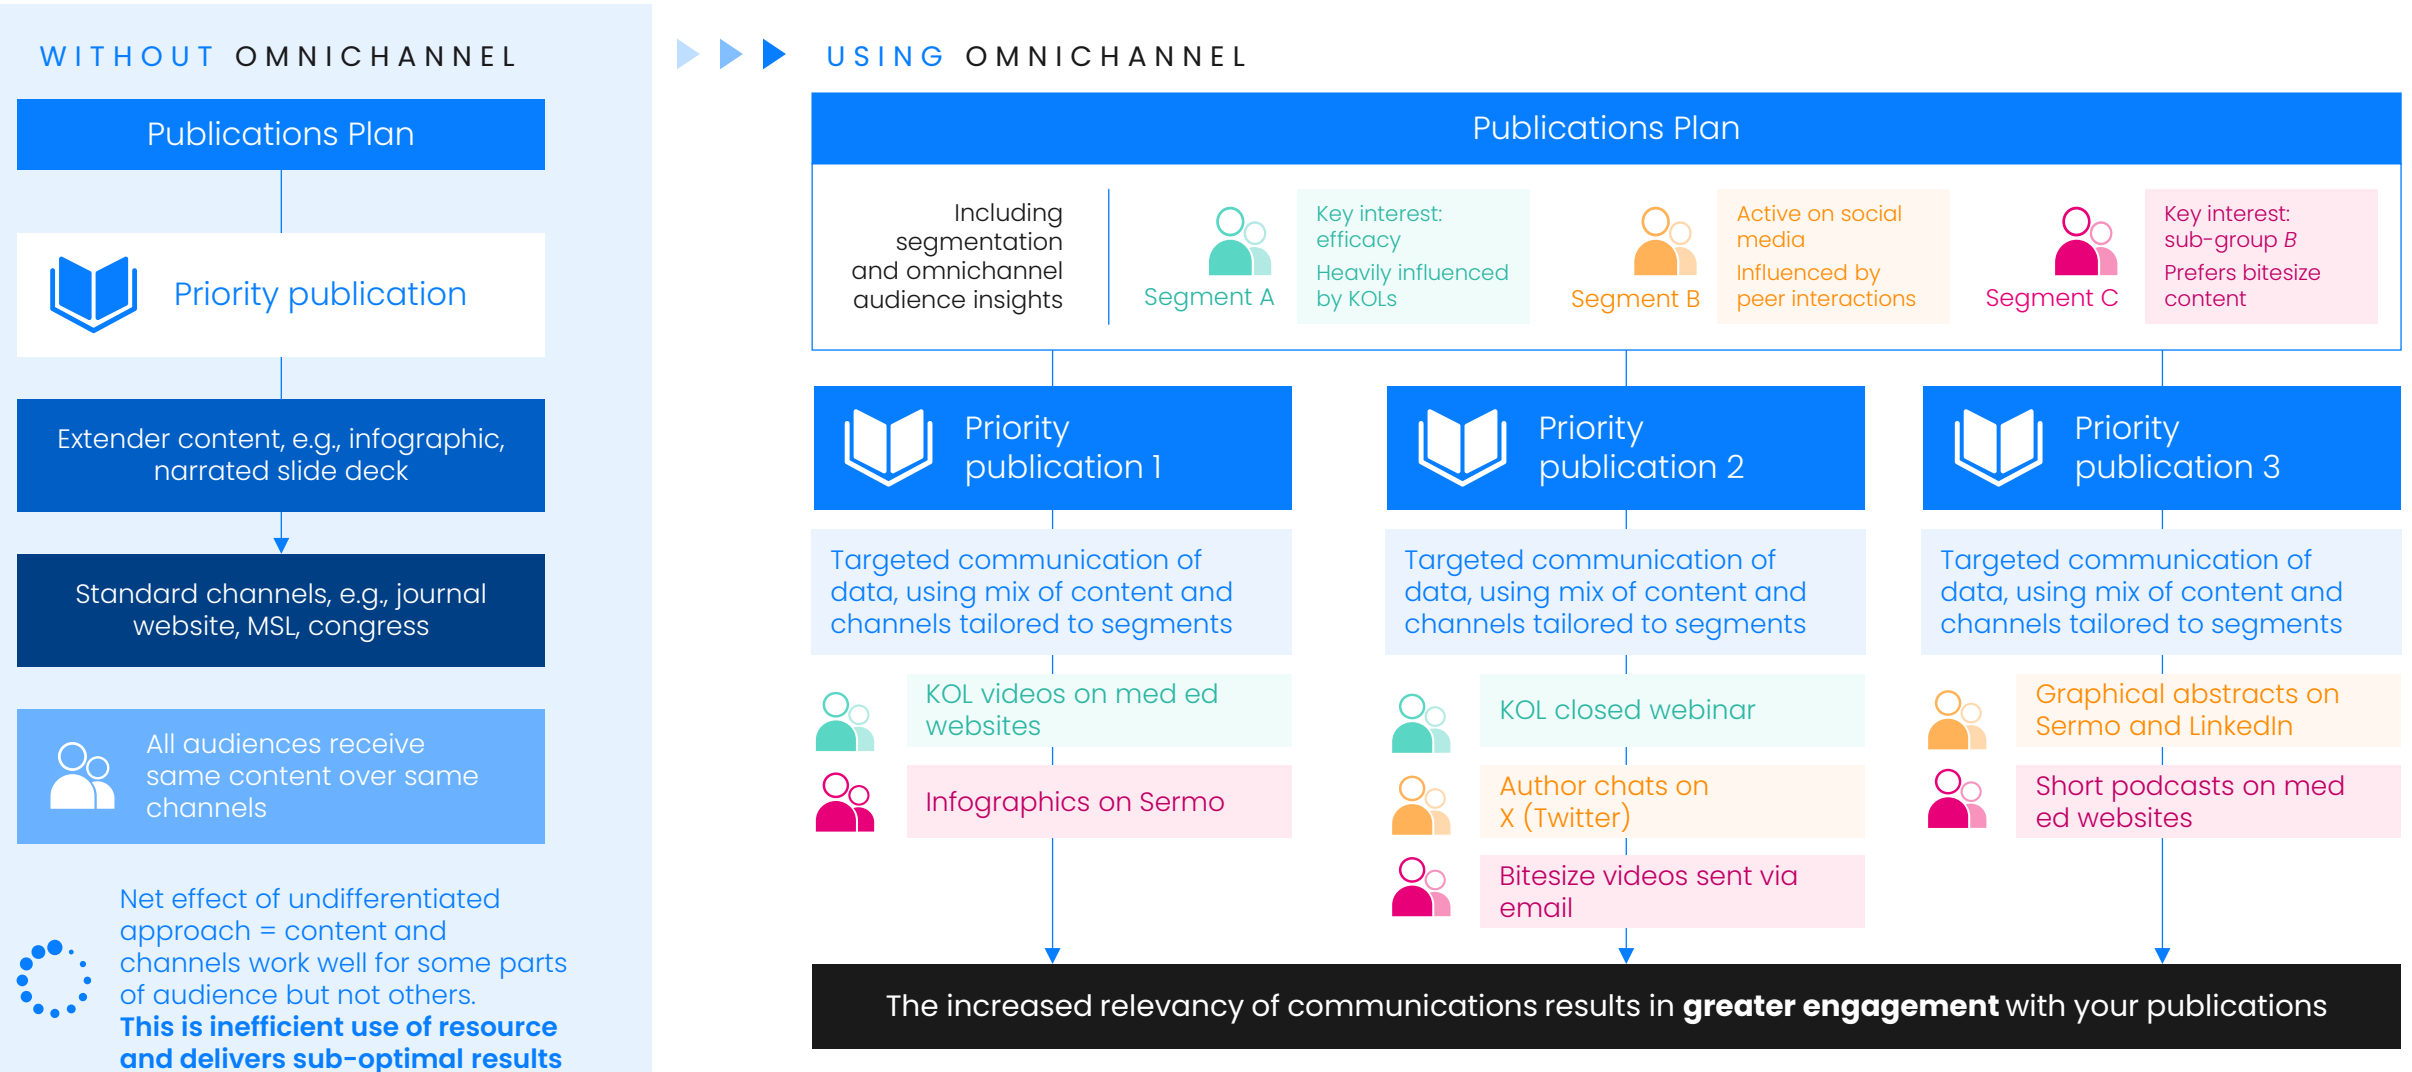 WITHOUT OMNICHANNEL
Publications Plan
Priority publication
Extender content, e.g., infographic,
narrated slide deck
Standard channels, e.g., journal
website, MSL, congress
All audiences receive
same content over same
channels
Net effect of undifferentiated
approach = content and
channels work well for some parts
of audience but not others.
This is inefficient use of resource
and delivers sub-optimal results
USING OMNICHANNEL
Publications Plan
Including
segmentation
and omnichannel
audience insights
Segment A
Key interest:
efficacy
Heavily influenced
by KOLs
Segment B
Active on social
media
Influenced by
peer interactions
Segment C
Key interest:
sub-group B
Prefers bitesize
content
Priority
publication 1
Targeted communication of
data, using mix of content and
channels tailored to segments
KOL videos on med ed
websites
Infographics on Sermo
Priority
publication 2
Targeted communication of
data, using mix of content and
channels tailored to segments
KOL closed webinar
Author chats on
X (Twitter)
Bitesize videos sent via
email
Priority
publication 3
Targeted communication of
data, using mix of content and
channels tailored to segments
Graphical abstracts on
Sermo and LinkedIn
Short podcasts on med
ed websites
The increased relevancy of communications results in greater engagement with your publications